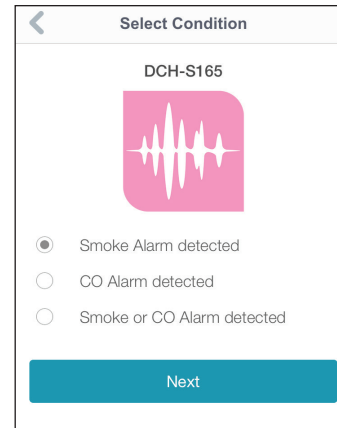 Select Condition
DCH-S165
Smoke Alarm detected
CO Alarm detected
Smoke or CO Alarm detected
Next